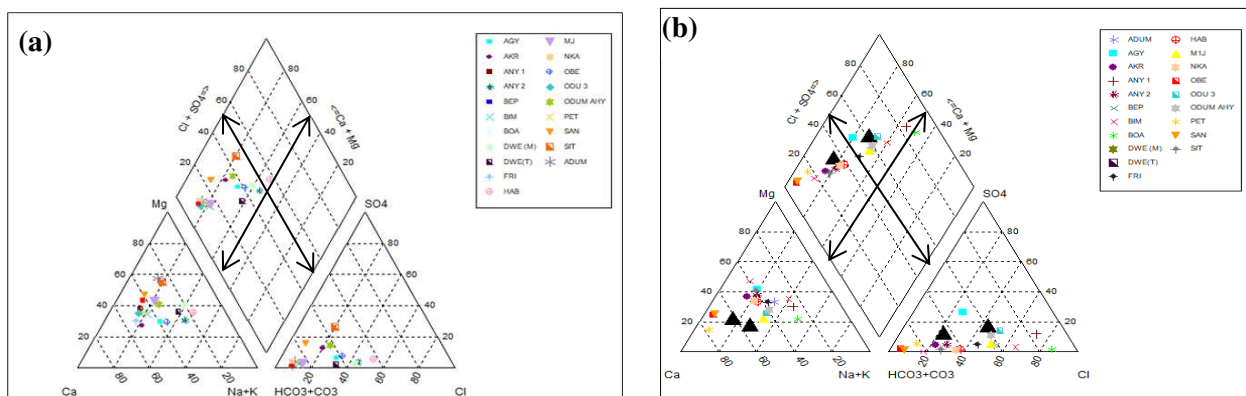 (a)
80
80
60
60
Cl + SO4=>
<=Ca + Mg
40
40
20
20
Mg
SO4
80
80
60
60
40
40
20
20
80
60
40
20
20
40
60
80
Ca
Na+K
HCO3+CO3
Cl
AGY
MJ
AKR
NKA
ANY 1
OBE
ANY 2
ODU 3
BEP
ODUM AHY
BIM
PET
BOA
SAN
DWE (M)
SIT
DWE(T)
ADUM
FRI
HAB
(b)
80
80
60
60
Cl + SO4=>
<=Ca + Mg
40
40
20
20
Mg
SO4
80
80
60
60
40
40
20
20
80
60
40
20
20
40
60
80
Ca
Na+K
HCO3+CO3
Cl
ADUM
HAB
AGY
M1J
AKR
NKA
ANY 1
OBE
ANY 2
ODU 3
BEP
ODUM AHY
BIM
PET
BOA
SAN
DWE (M)
SIT
DWE(T)
FRI